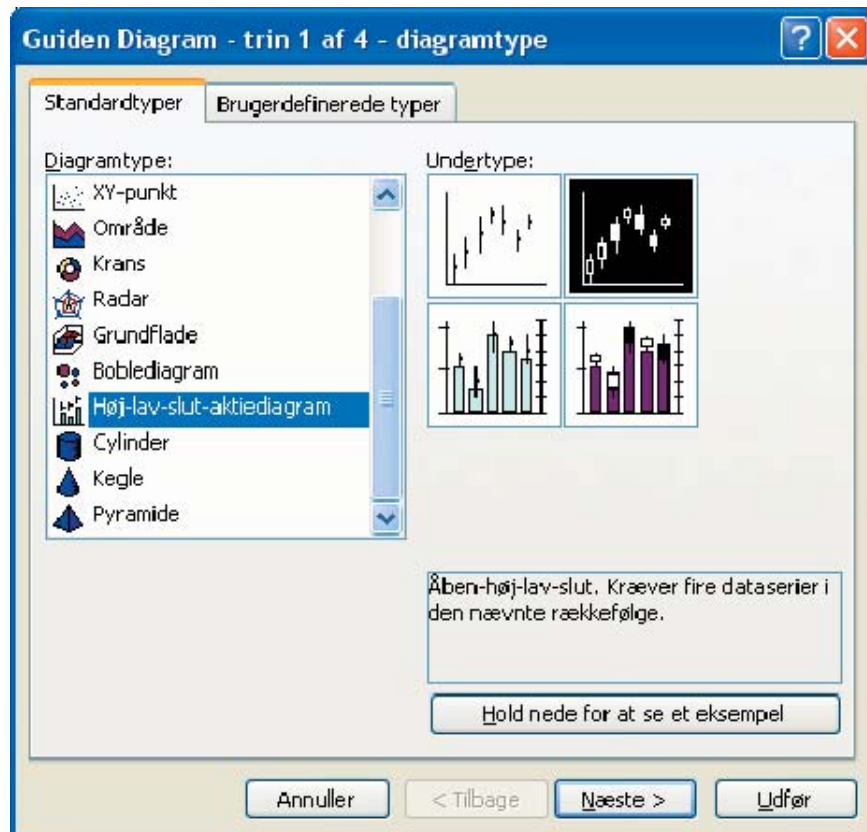 Guiden Diagram - trin 1 af 4 - diagramtype
Standardtyper
Brugerdefinerede typer
Diagramtype:
XY-punkt
Område
Krans
Radar
Grundflade
Boblediagram
Høj-lav-slut-aktiediagram
Cylinder
Kegle
Pyramide
Undertype:
Åben-høj-lav-slut. Kræver fire dataserier i
den nævnte rækkefølge.
Hold nede for at se et eksempel
Annuller
< Tilbage
Næste >
Udfør